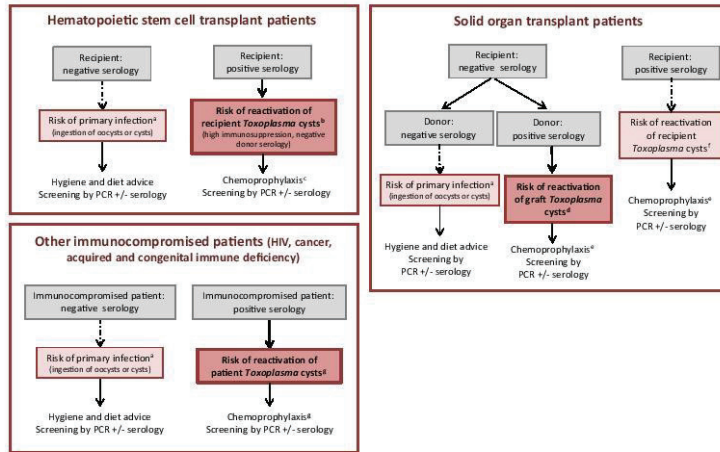 Hematopoietic stem cell transplant patients
Recipient:
negative serology
Recipient:
positive serology
Risk of primary infectionᵃ
(ingestion of oocysts or cysts)
Risk of reactivation of
recipient Toxoplasma cystsᵇ
(high immunosuppression, negative
donor serology)
Hygiene and diet advice
Screening by PCR +/- serology
Chemoprophylaxisᶜ
Screening by PCR +/- serology
Other immunocompromised patients (HIV, cancer,
acquired and congenital immune deficiency)
Immunocompromised patient:
negative serology
Immunocompromised patient:
positive serology
Risk of primary infectionᵃ
(ingestion of oocysts or cysts)
Risk of reactivation of
patient Toxoplasma cystsᵍ
Hygiene and diet advice
Screening by PCR +/- serology
Chemoprophylaxisᵍ
Screening by PCR +/- serology
Solid organ transplant patients
Recipient:
negative serology
Recipient:
positive serology
Donor:
negative serology
Donor:
positive serology
Risk of reactivation
of recipient
Toxoplasma cystsᶠ
Risk of primary infectionᵃ
(ingestion of oocysts or cysts)
Risk of reactivation
of graft Toxoplasma
cystsᵈ
Chemoprophylaxisᵉ
Screening by
PCR +/- serology
Hygiene and diet advice
Screening by
PCR +/- serology
Chemoprophylaxisᵉ
Screening by
PCR +/- serology